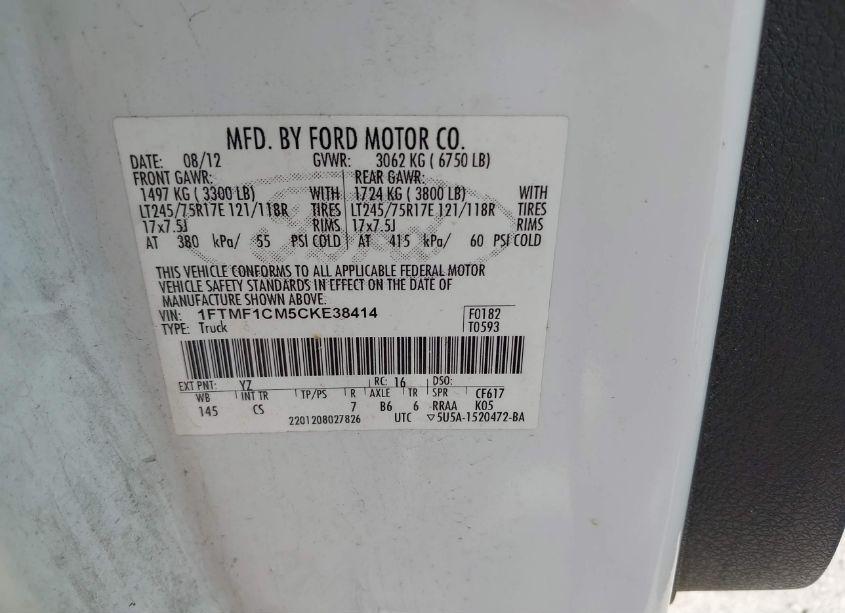 MFD. BY FORD MOTOR CO.
DATE: 08/12 GVWR: 3062 KG ( 6750 LB)
FRONT GAWR: REAR GAWR:
1497 KG ( 3300 LB) WITH 1724 KG ( 3800 LB) WITH
LT245/75R17E 121/118R TIRES LT245/75R17E 121/118R TIRES
17x7.5J RIMS 17x7.5J RIMS
AT 380 kPa/ 55 PSI COLD AT 415 kPa/ 60 PSI COLD
THIS VEHICLE CONFORMS TO ALL APPLICABLE FEDERAL MOTOR
VEHICLE SAFETY STANDARDS IN EFFECT ON THE DATE OF
MANUFACTURE SHOWN ABOVE.
VIN: 1FTMF1CM5CKE38414 F0182
TYPE: Truck T0593
EXT PNT: YZ RC: 16 DSO:
WB INT TR TP/PS R AXLE TR SPR CF617
145 CS 7 B6 6 RRAA K05
2201208027826 UTC ▽5U5A-1520472-BA